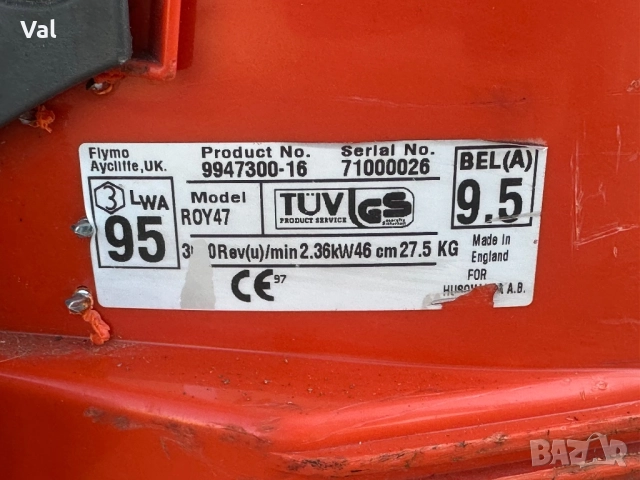 Val
Flymo
Aycliffe, UK.
Product No.
9947300-16
Serial No.
71000026
BEL(A)
9.5
3 LWA
95
Model
ROY47
TÜV
PRODUCT SERVICE
GS
Rev(u)/min 2.36kW 46 cm 27.5 KG
CE 97
Made in
England
FOR
A.B.
BAZAR